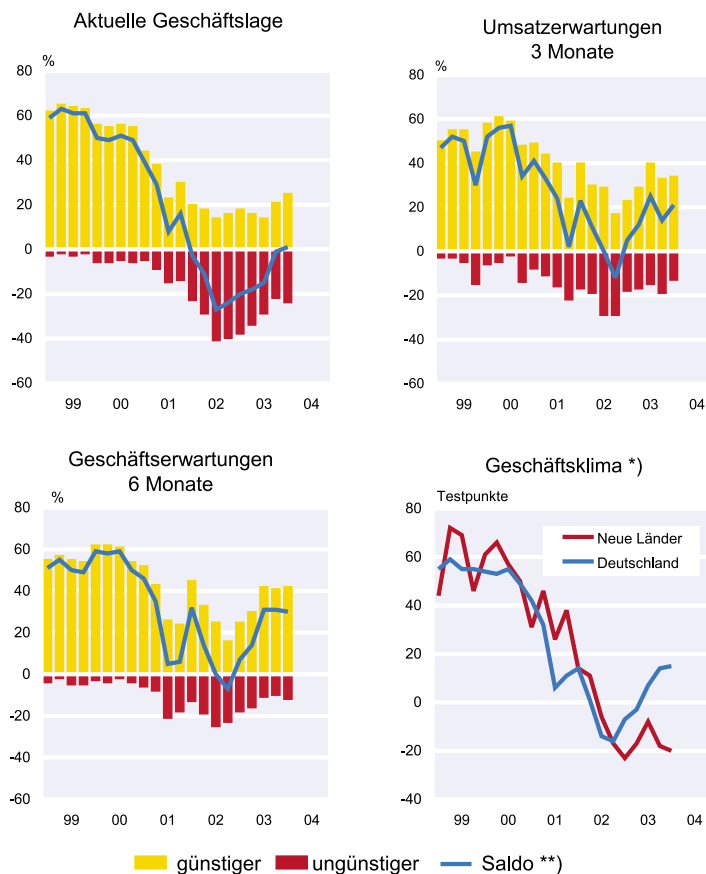 Aktuelle Geschäftslage
%
80
60
40
20
0
-20
-40
-60
99 00 01 02 03 04
Umsatzerwartungen
3 Monate
%
80
60
40
20
0
-20
-40
-60
99 00 01 02 03 04
Geschäftserwartungen
6 Monate
%
80
60
40
20
0
-20
-40
-60
99 00 01 02 03 04
Geschäftsklima *)
Testpunkte
80
60
40
20
0
-20
-40
Neue Länder
Deutschland
99 00 01 02 03 04
günstiger ungünstiger Saldo **)